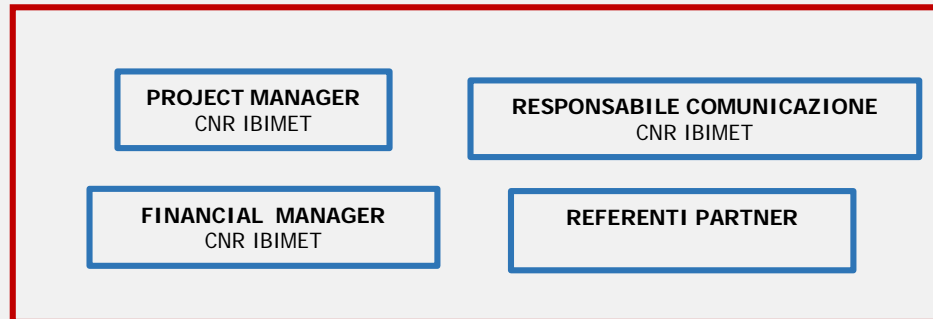 PROJECT MANAGER
CNR IBIMET
RESPONSABILE COMUNICAZIONE
CNR IBIMET
FINANCIAL MANAGER
CNR IBIMET
REFERENTI PARTNER